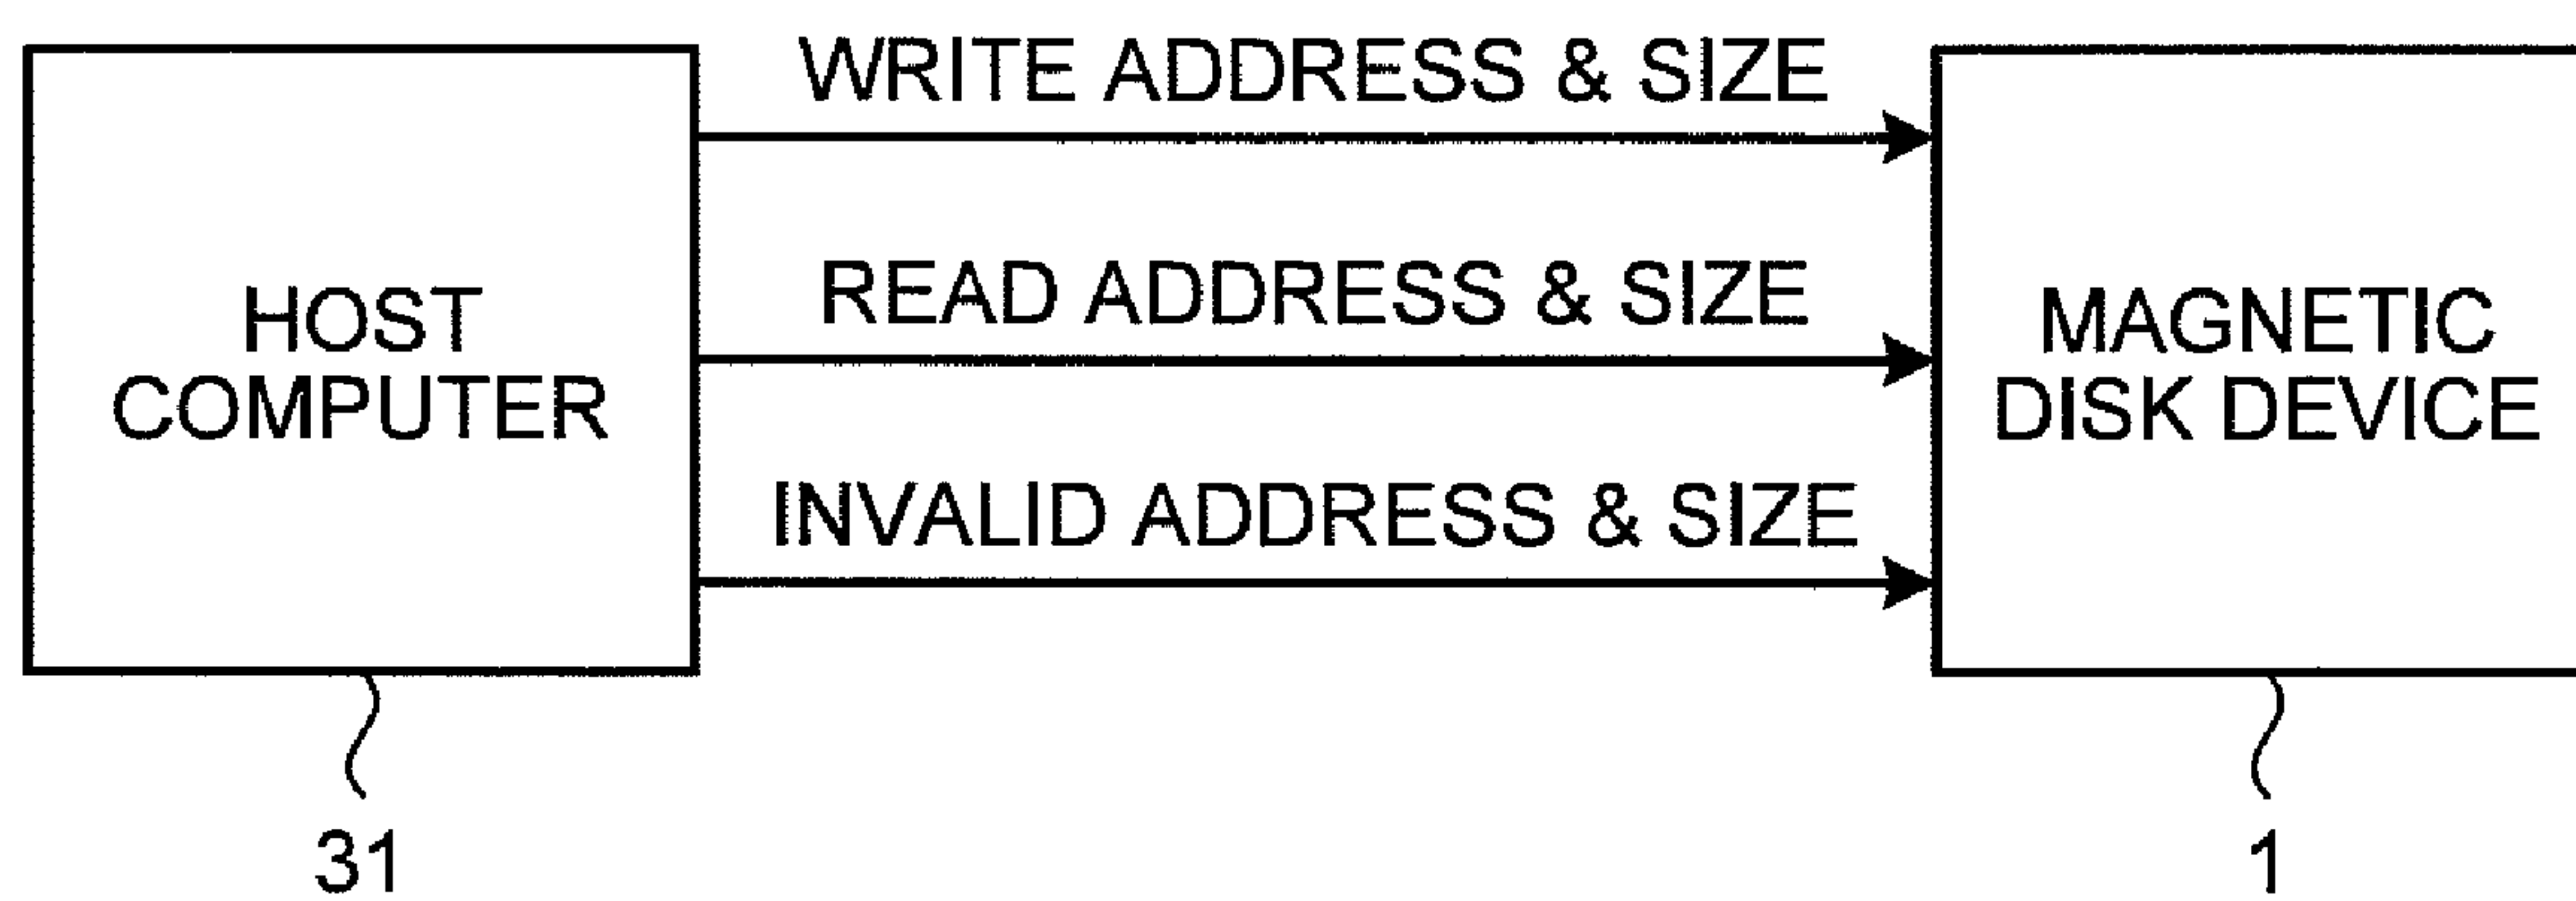 WRITE ADDRESS & SIZE
READ ADDRESS & SIZE
INVALID ADDRESS & SIZE
HOST
COMPUTER
MAGNETIC
DISK DEVICE
31
1